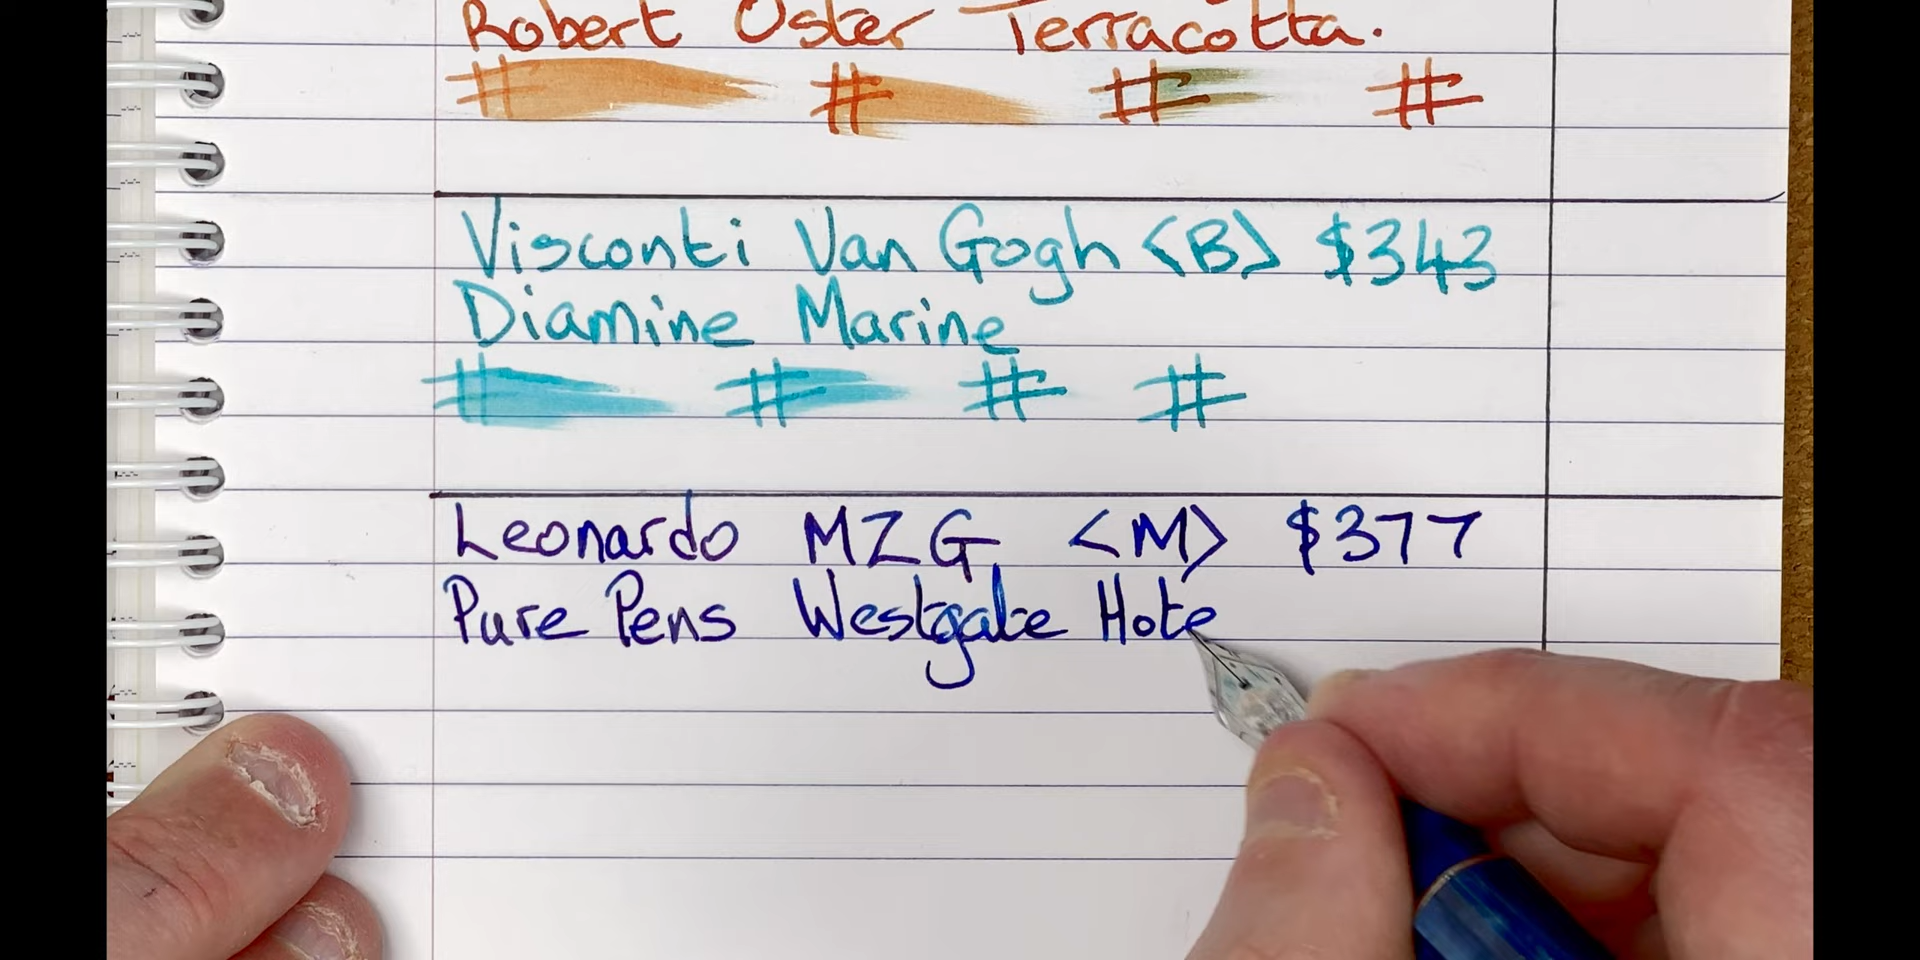 Robert Oster Terracotta.
# # # #
Visconti Van Gogh <B> $343
Diamine Marine
# # # #
Leonardo MZG <M> $377
Pure Pens Westgate Hote